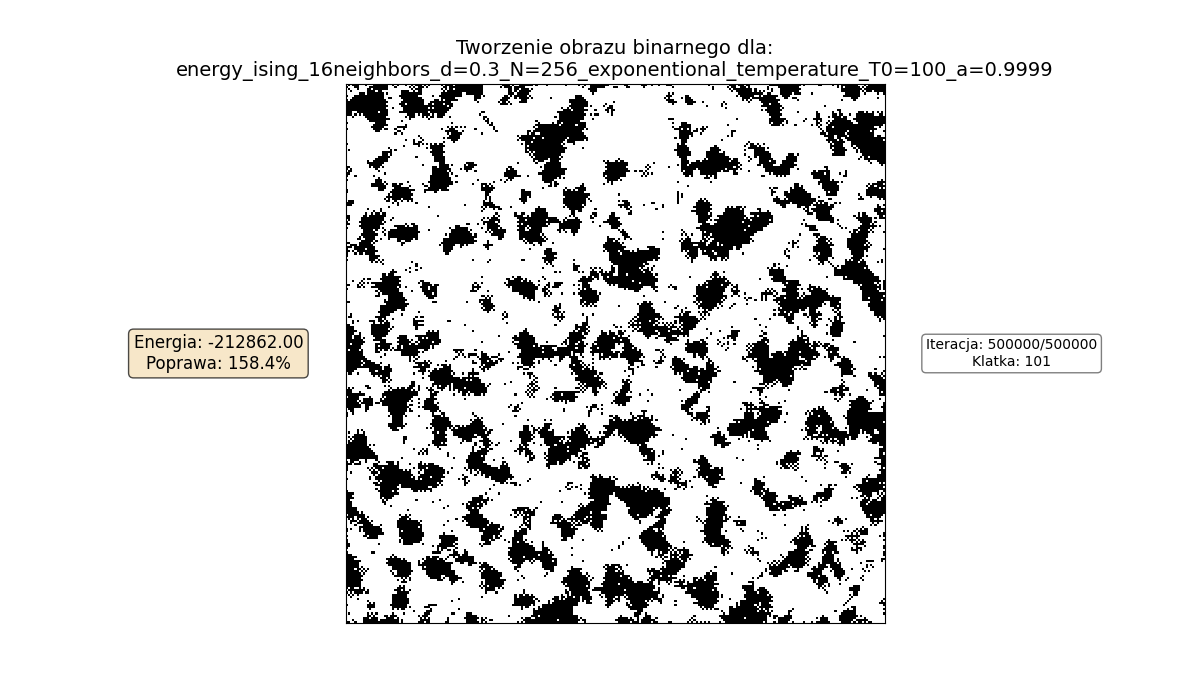 Tworzenie obrazu binarnego dla:
energy_ising_16neighbors_d=0.3_N=256_exponentional_temperature_T0=100_a=0.9999
Energia: -212862.00
Poprawa: 158.4%
Iteracja: 500000/500000
Klatka: 101